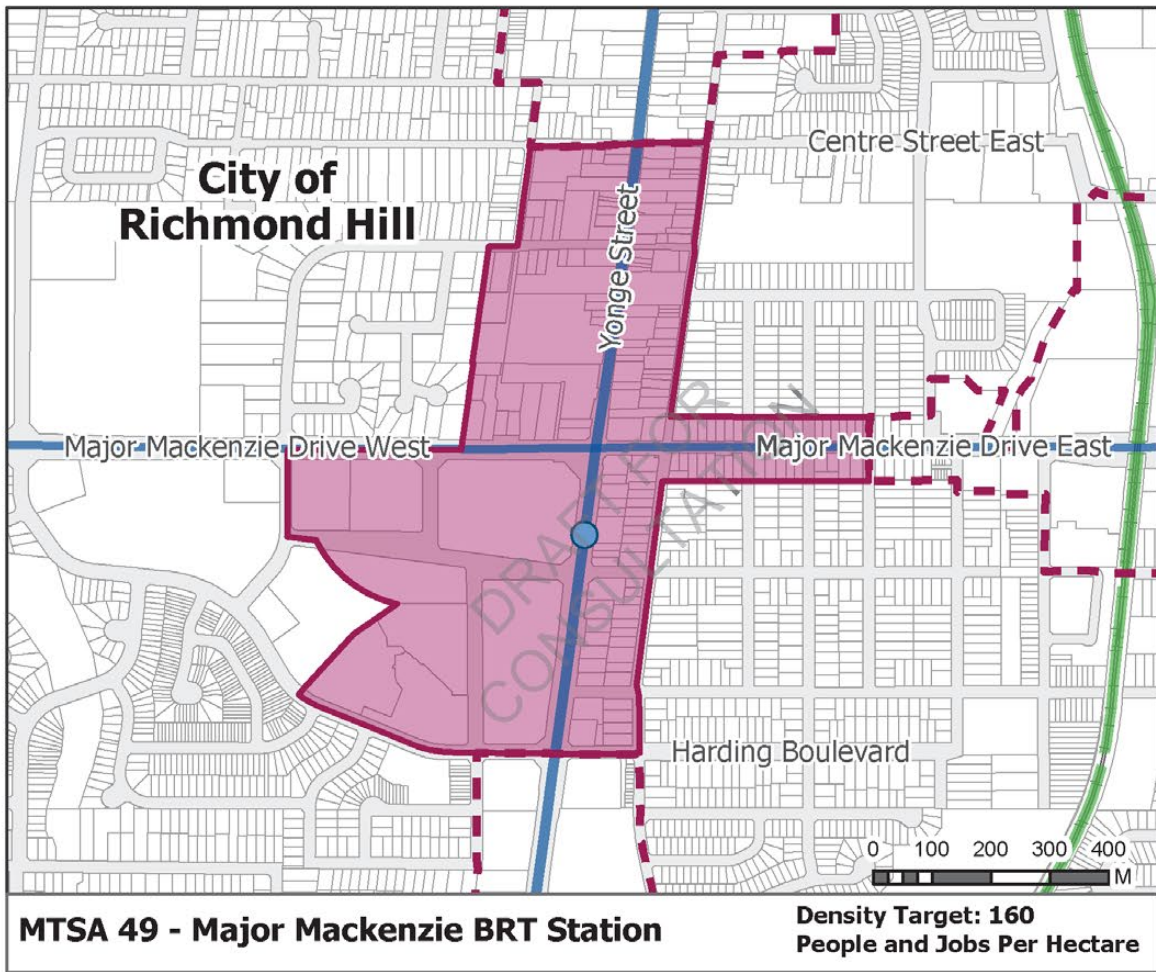 Centre Street East
City of
Richmond Hill
Yonge Street
Major Mackenzie Drive West
Major Mackenzie Drive East
DRAFT FOR
CONSULTATION
Harding Boulevard
0 100 200 300 400
M
MTSA 49 - Major Mackenzie BRT Station
Density Target: 160
People and Jobs Per Hectare